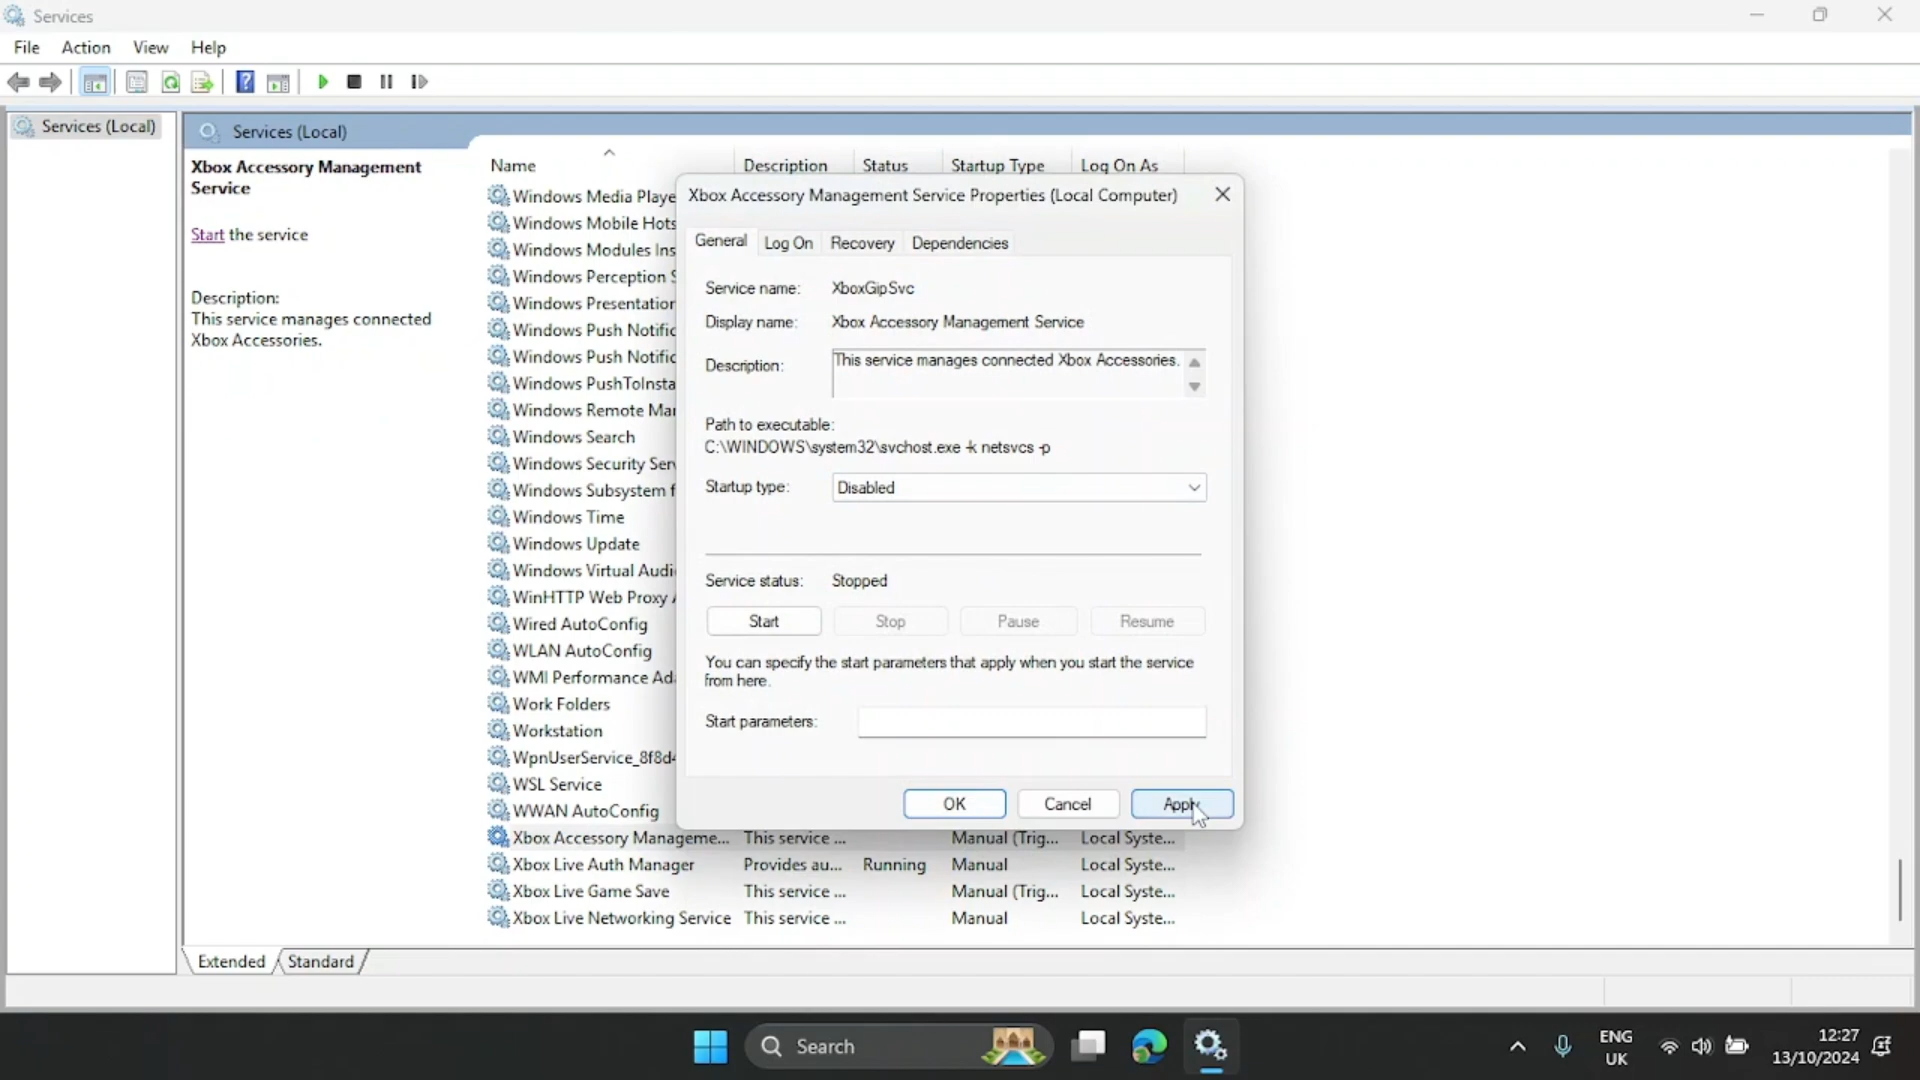 Services
File Action View Help
Services (Local)
Services (Local)
Xbox Accessory Management
Service
Start the service
Description:
This service manages connected
Xbox Accessories.
Name Description Status Startup Type Log On As
Windows Media Playe
Windows Mobile Hots
Windows Modules Ins
Windows Perception S
Windows Presentation
Windows Push Notific
Windows Push Notific
Windows PushToInsta
Windows Remote Mar
Windows Search
Windows Security Serv
Windows Subsystem f
Windows Time
Windows Update
Windows Virtual Audi
WinHTTP Web Proxy
Wired AutoConfig
WLAN AutoConfig
WMI Performance Ada
Work Folders
Workstation
WpnUserService_8f8d4
WSL Service
WWAN AutoConfig
Xbox Accessory Manageme... This service ... Manual (Trig... Local Syste...
Xbox Live Auth Manager Provides au... Running Manual Local Syste...
Xbox Live Game Save This service ... Manual (Trig... Local Syste...
Xbox Live Networking Service This service ... Manual Local Syste...
Xbox Accessory Management Service Properties (Local Computer)
General Log On Recovery Dependencies
Service name: XboxGipSvc
Display name: Xbox Accessory Management Service
Description: This service manages connected Xbox Accessories.
Path to executable:
C:\WINDOWS\system32\svchost.exe -k netsvcs -p
Startup type: Disabled
Service status: Stopped
Start Stop Pause Resume
You can specify the start parameters that apply when you start the service
from here.
Start parameters:
OK Cancel Apply
Extended Standard
Search
ENG
UK
12:27
13/10/2024